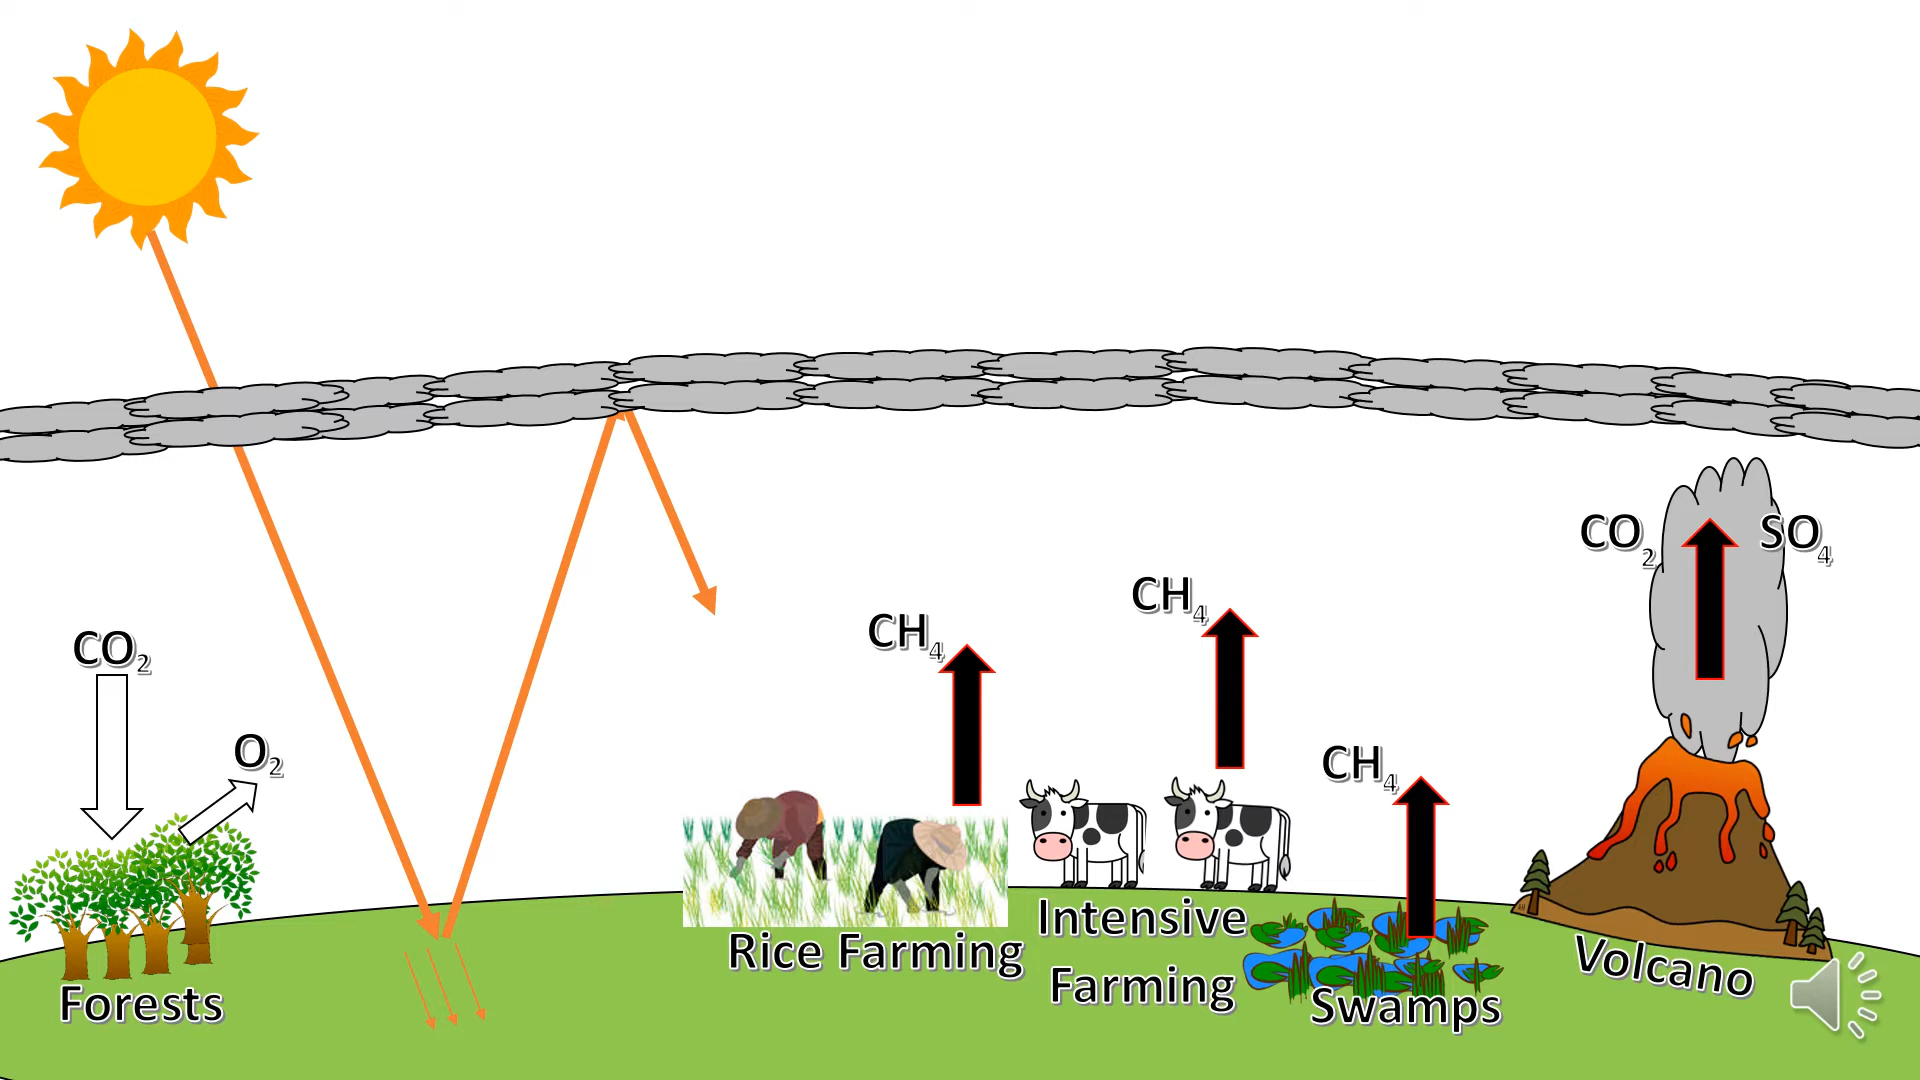 CO₂
O₂
Forests
CH₄
Rice Farming
CH₄
Intensive
Farming
CH₄
Swamps
CO₂
SO₄
Volcano